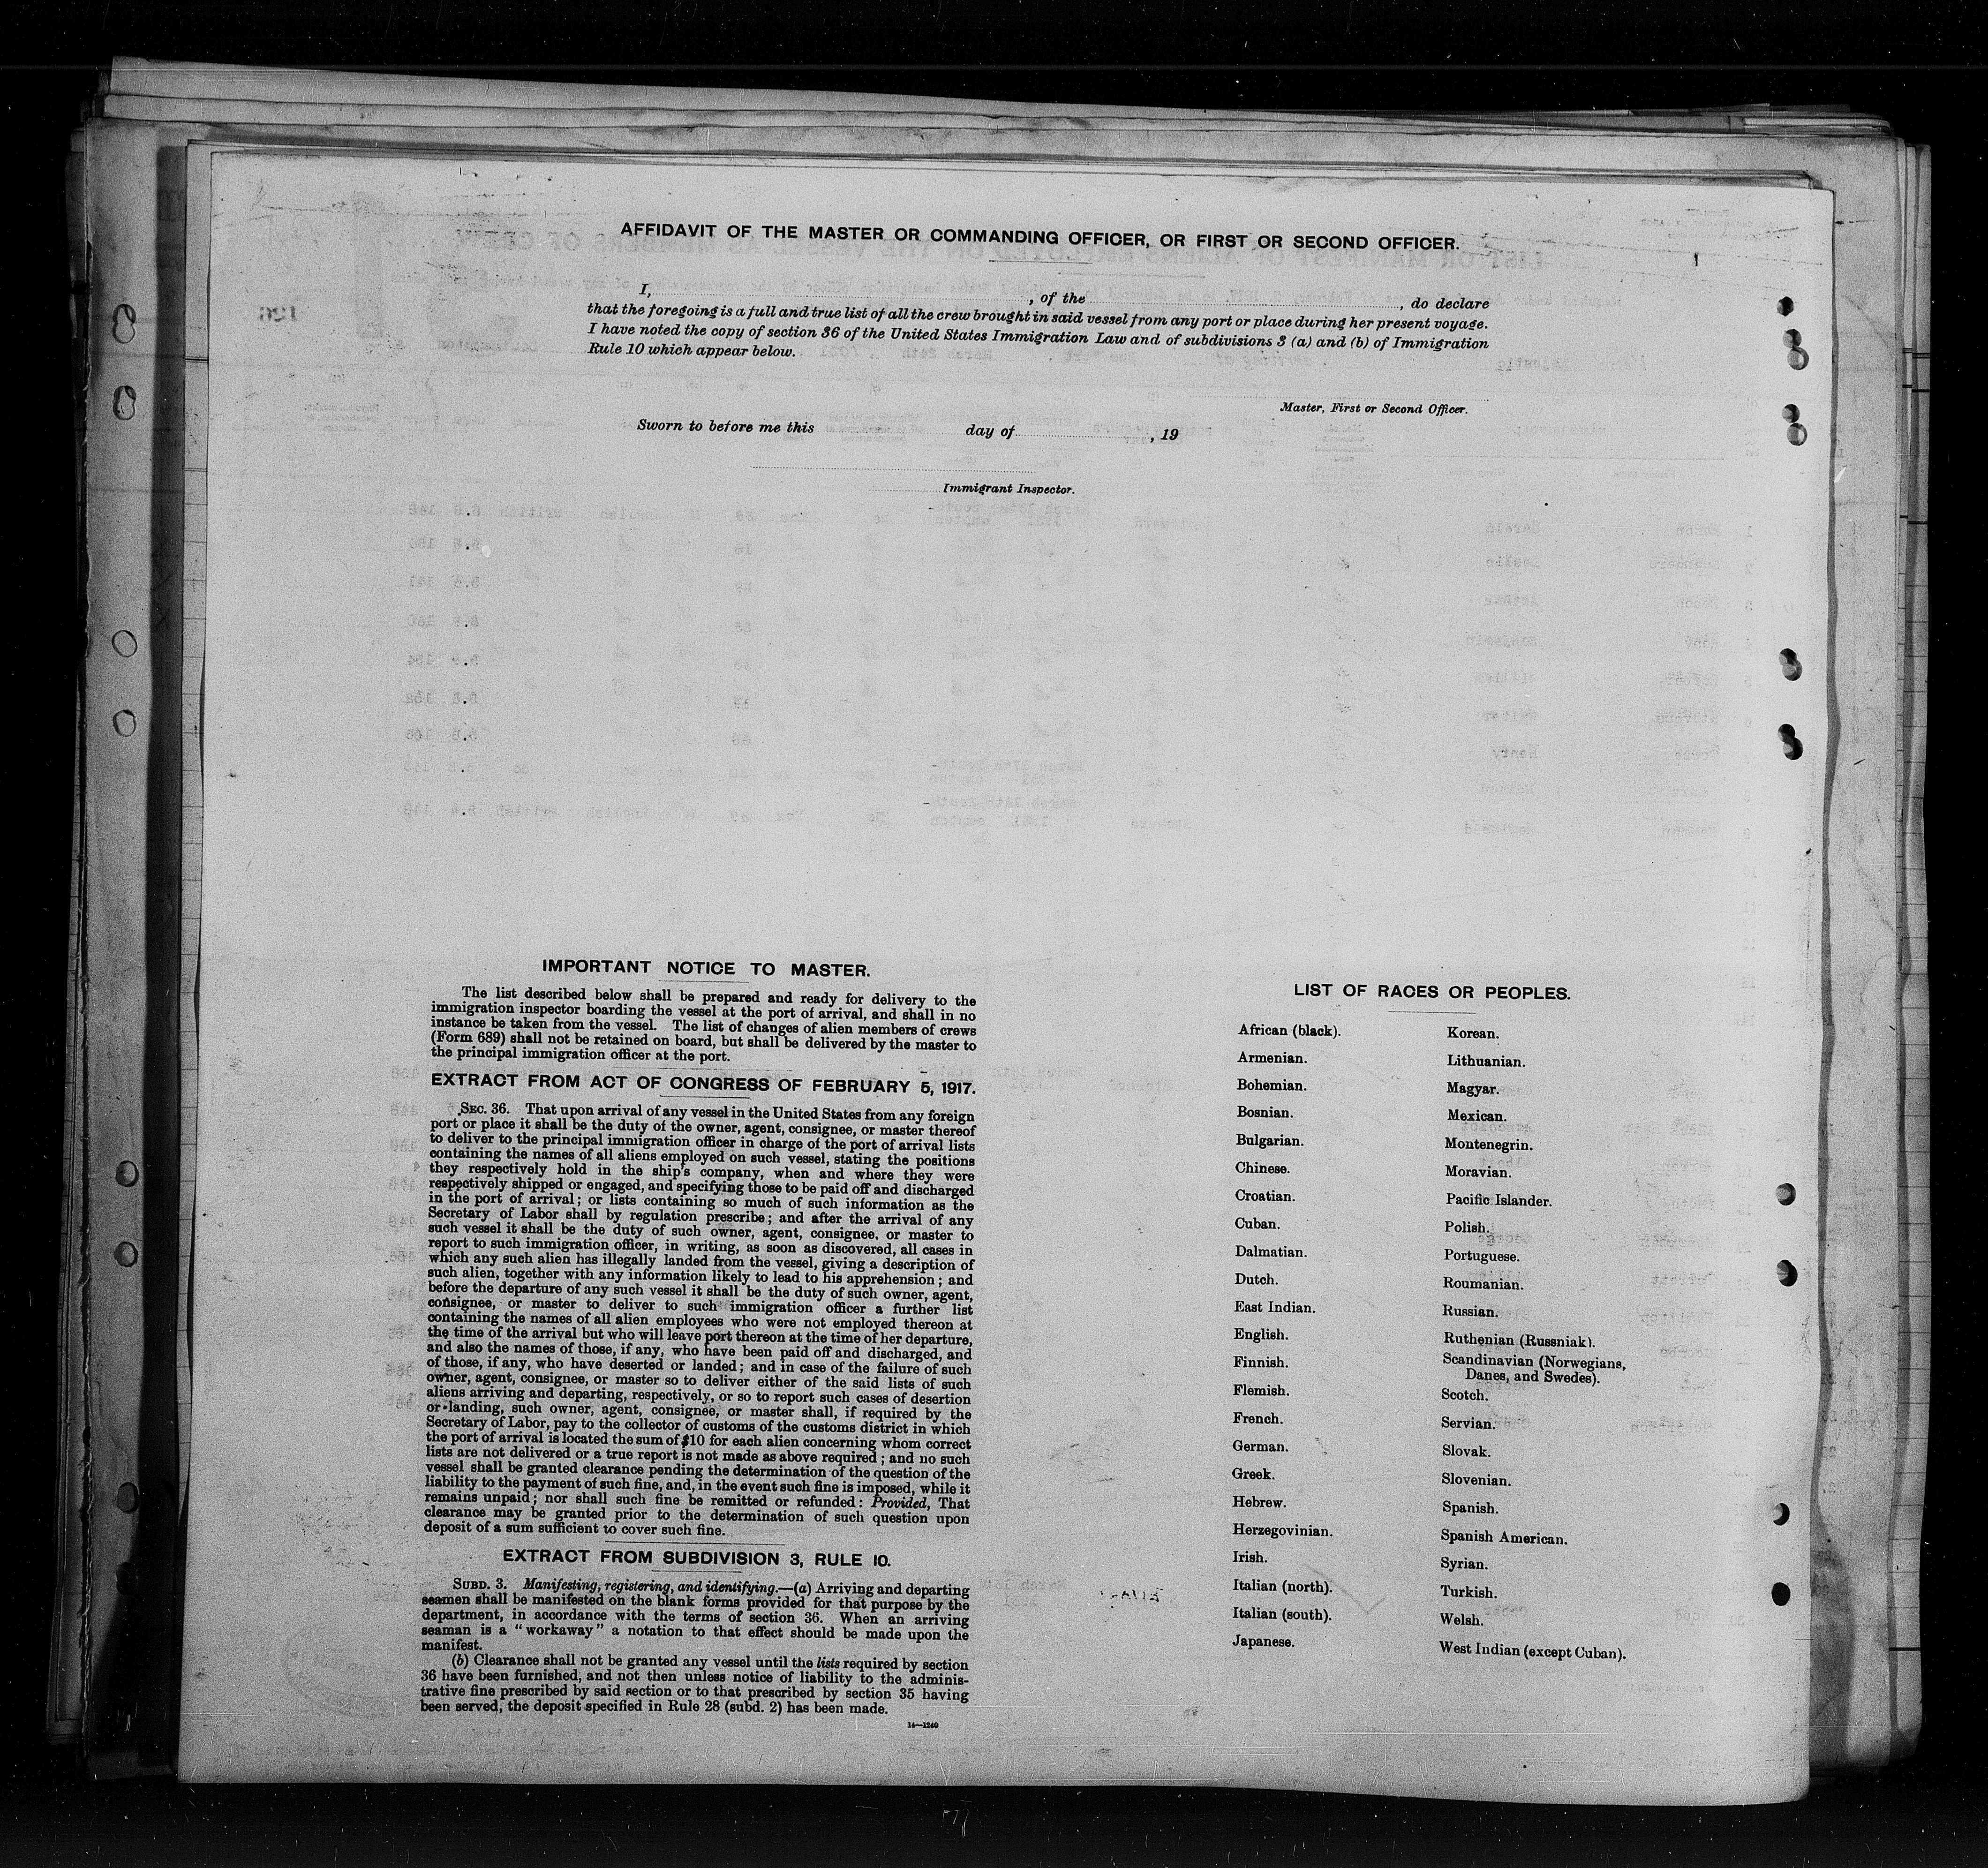 AFFIDAVIT OF THE MASTER OR COMMANDING OFFICER, OR FIRST OR SECOND OFFICER.
I, , of the , do declare
that the foregoing is a full and true list of all the crew brought in said vessel from any port or place during her present voyage.
I have noted the copy of section 36 of the United States Immigration Law and of subdivisions 3 (a) and (b) of Immigration
Rule 10 which appear below.
Master, First or Second Officer.
Sworn to before me this day of , 19
Immigrant Inspector.
IMPORTANT NOTICE TO MASTER.
The list described below shall be prepared and ready for delivery to the
immigration inspector boarding the vessel at the port of arrival, and shall in no
instance be taken from the vessel. The list of changes of alien members of crews
(Form 689) shall not be retained on board, but shall be delivered by the master to
the principal immigration officer at the port.
EXTRACT FROM ACT OF CONGRESS OF FEBRUARY 5, 1917.
SEC. 36. That upon arrival of any vessel in the United States from any foreign
port or place it shall be the duty of the owner, agent, consignee, or master thereof
to deliver to the principal immigration officer in charge of the port of arrival lists
containing the names of all aliens employed on such vessel, stating the positions
they respectively hold in the ship's company, when and where they were
respectively shipped or engaged, and specifying those to be paid off and discharged
in the port of arrival; or lists containing so much of such information as the
Secretary of Labor shall by regulation prescribe; and after the arrival of any
such vessel it shall be the duty of such owner, agent, consignee, or master to
report to such immigration officer, in writing, as soon as discovered, all cases in
which any such alien has illegally landed from the vessel, giving a description of
such alien, together with any information likely to lead to his apprehension; and
before the departure of any such vessel it shall be the duty of such owner, agent,
consignee, or master to deliver to such immigration officer a further list
containing the names of all alien employees who were not employed thereon at
the time of the arrival but who will leave port thereon at the time of her departure,
and also the names of those, if any, who have been paid off and discharged, and
of those, if any, who have deserted or landed; and in case of the failure of such
owner, agent, consignee, or master so to deliver either of the said lists of such
aliens arriving and departing, respectively, or so to report such cases of desertion
or landing, such owner, agent, consignee, or master shall, if required by the
Secretary of Labor, pay to the collector of customs of the customs district in which
the port of arrival is located the sum of $10 for each alien concerning whom correct
lists are not delivered or a true report is not made as above required; and no such
vessel shall be granted clearance pending the determination of the question of the
liability to the payment of such fine, and, in the event such fine is imposed, while it
remains unpaid; nor shall such fine be remitted or refunded: Provided, That
clearance may be granted prior to the determination of such question upon
deposit of a sum sufficient to cover such fine.
EXTRACT FROM SUBDIVISION 3, RULE 10.
SUBD. 3. Manifesting, registering, and identifying.—(a) Arriving and departing
seamen shall be manifested on the blank forms provided for that purpose by the
department, in accordance with the terms of section 36. When an arriving
seaman is a "workaway" a notation to that effect should be made upon the
manifest.
(b) Clearance shall not be granted any vessel until the lists required by section
36 have been furnished, and not then unless notice of liability to the adminis-
trative fine prescribed by said section or to that prescribed by section 35 having
been served, the deposit specified in Rule 28 (subd. 2) has been made.
14—1240
LIST OF RACES OR PEOPLES.
African (black).
Armenian.
Bohemian.
Bosnian.
Bulgarian.
Chinese.
Croatian.
Cuban.
Dalmatian.
Dutch.
East Indian.
English.
Finnish.
Flemish.
French.
German.
Greek.
Hebrew.
Herzegovinian.
Irish.
Italian (north).
Italian (south).
Japanese.
Korean.
Lithuanian.
Magyar.
Mexican.
Montenegrin.
Moravian.
Pacific Islander.
Polish.
Portuguese.
Roumanian.
Russian.
Ruthenian (Russniak).
Scandinavian (Norwegians,
Danes, and Swedes).
Scotch.
Servian.
Slovak.
Slovenian.
Spanish.
Spanish American.
Syrian.
Turkish.
Welsh.
West Indian (except Cuban).